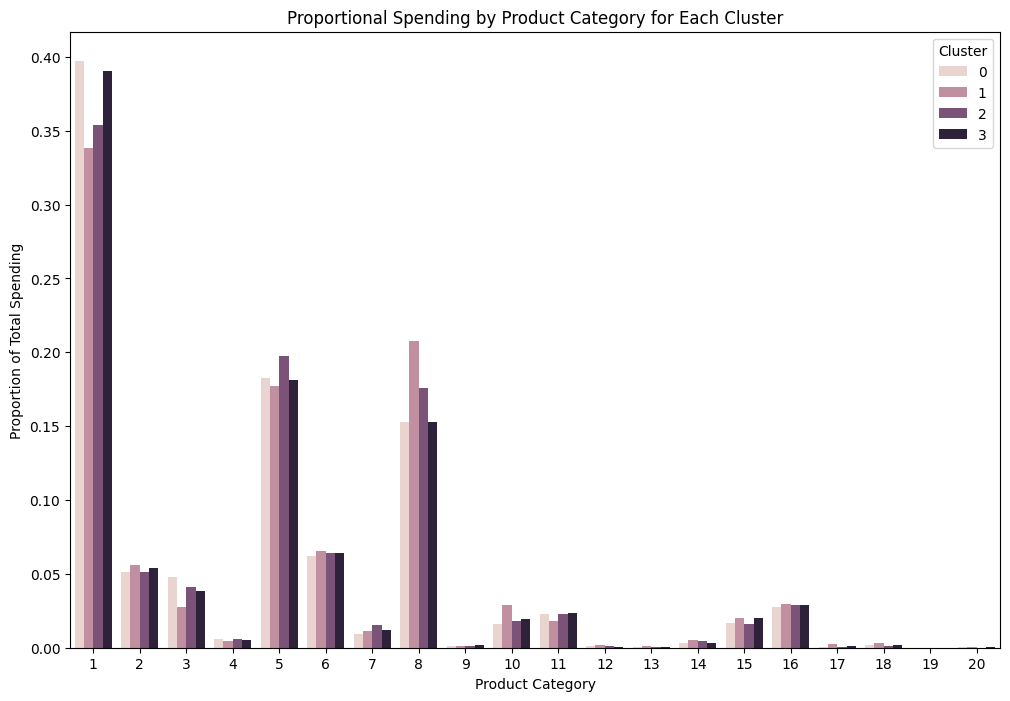 Proportional Spending by Product Category for Each Cluster
Proportion of Total Spending
0.40
0.35
0.30
0.25
0.20
0.15
0.10
0.05
0.00
Cluster
0
1
2
3
1 2 3 4 5 6 7 8 9 10 11 12 13 14 15 16 17 18 19 20
Product Category